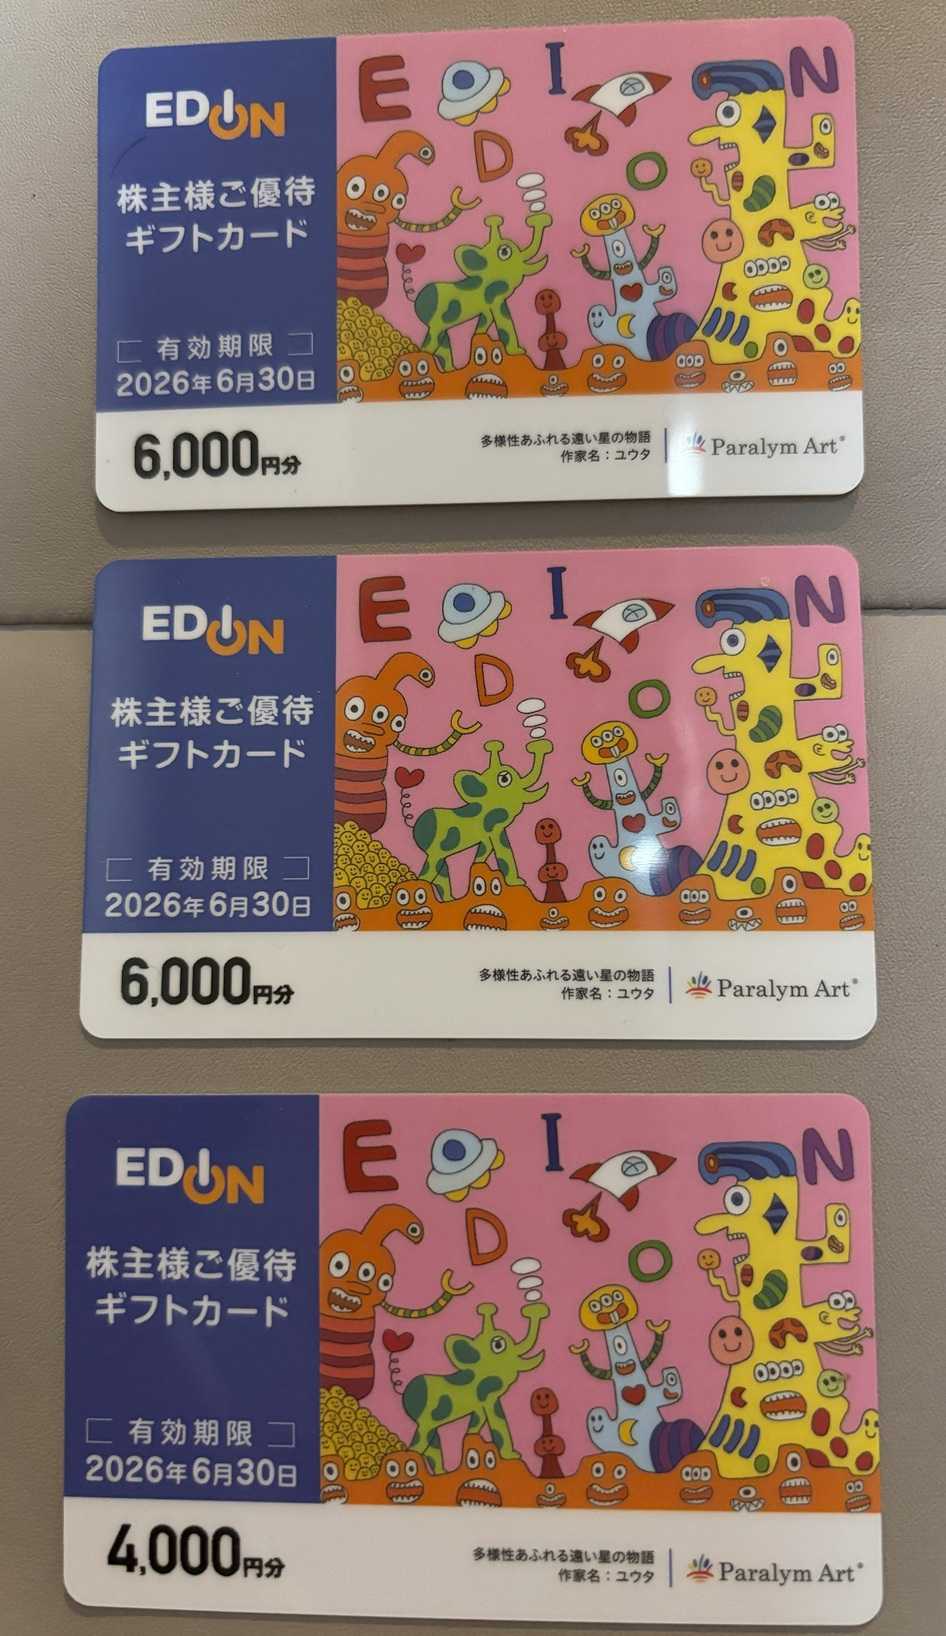 EDION
株主様ご優待
ギフトカード
有効期限
2026年6月30日
6,000円分
E D I O N
多様性あふれる遠い星の物語
作家名：ユウタ
Paralym Art®
EDION
株主様ご優待
ギフトカード
有効期限
2026年6月30日
6,000円分
E D I O N
多様性あふれる遠い星の物語
作家名：ユウタ
Paralym Art®
EDION
株主様ご優待
ギフトカード
有効期限
2026年6月30日
4,000円分
E D I O N
多様性あふれる遠い星の物語
作家名：ユウタ
Paralym Art®